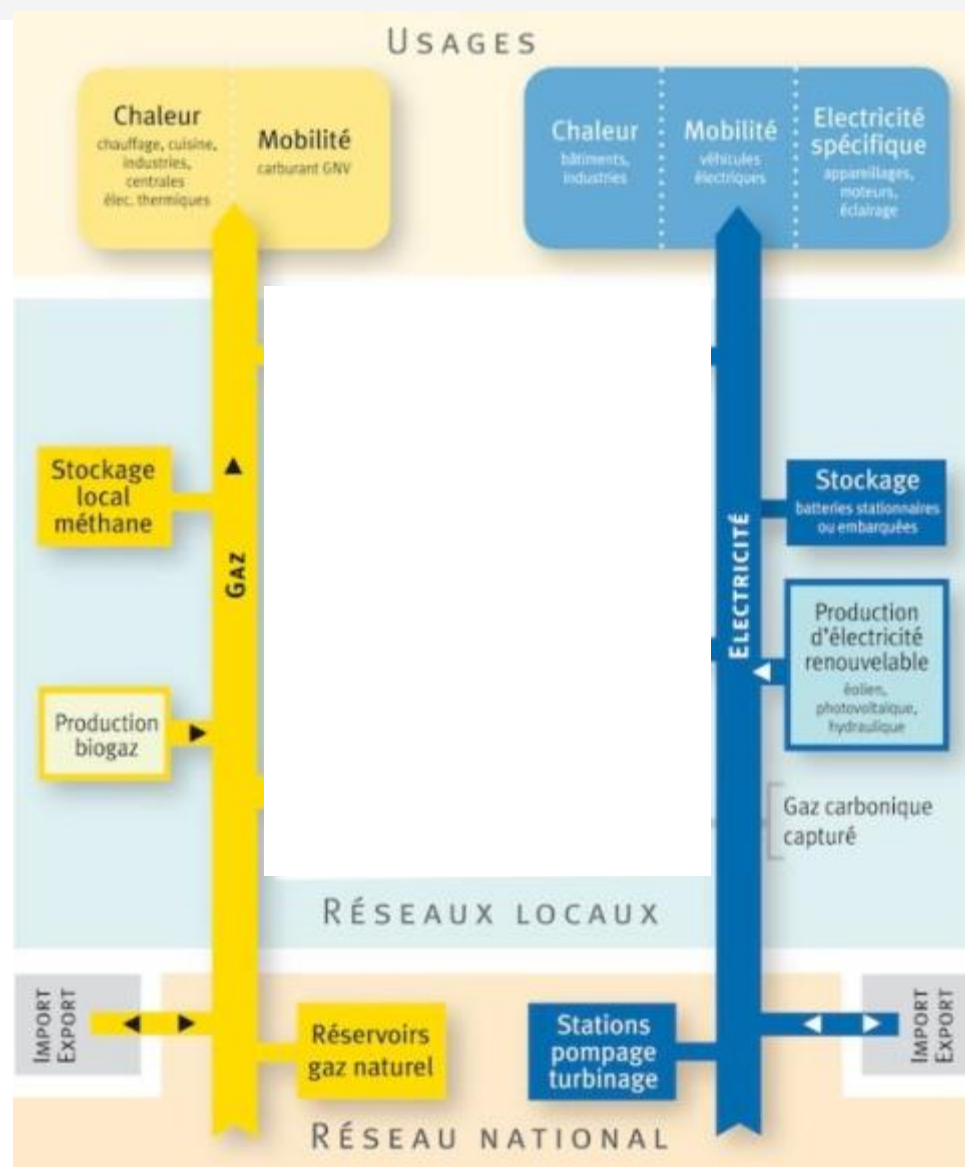 USAGES
Chaleur
chauffage, cuisine,
industries,
centrales
élec. thermiques
Mobilité
carburant GNV
Chaleur
bâtiments,
industries
Mobilité
véhicules
électriques
Electricité
spécifique
appareillages,
moteurs,
éclairage
Stockage
local
méthane
GAZ
Production
biogaz
ELECTRICITÉ
Stockage
batteries stationnaires
ou embarquées
Production
d'électricité
renouvelable
éolien,
photovoltaïque,
hydraulique
Gaz carbonique
capturé
RÉSEAUX LOCAUX
IMPORT
EXPORT
Réservoirs
gaz naturel
Stations
pompage
turbinage
IMPORT
EXPORT
RÉSEAU NATIONAL